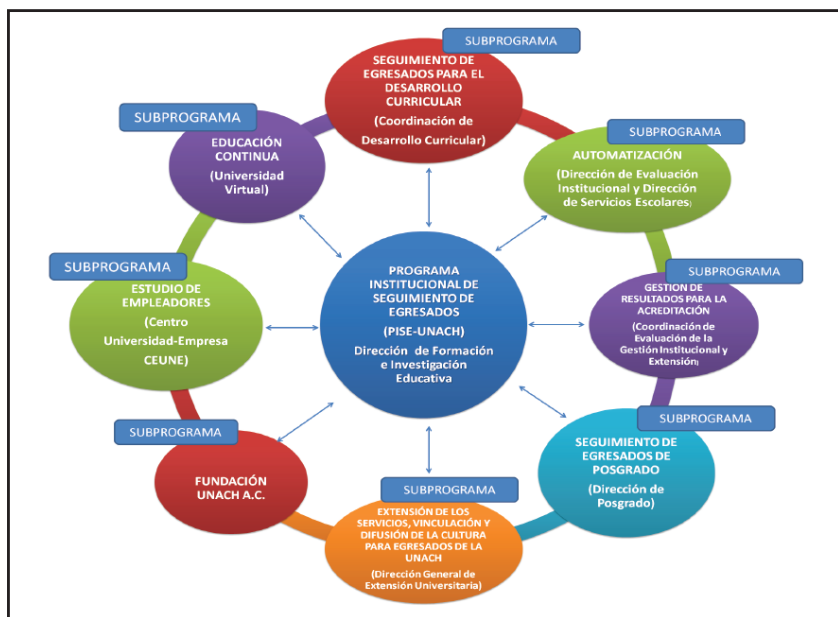 SUBPROGRAMA
SEGUIMIENTO DE
EGRESADOS PARA EL
DESARROLLO
CURRICULAR
(Coordinación de
Desarrollo Curricular)
SUBPROGRAMA
AUTOMATIZACIÓN
(Dirección de Evaluación
Institucional y Dirección
de Servicios Escolares)
SUBPROGRAMA
GESTIÓN DE
RESULTADOS PARA LA
ACREDITACIÓN
(Coordinación de
Evaluación de la
Gestión Institucional y
Extensión)
SUBPROGRAMA
SEGUIMIENTO DE
EGRESADOS DE
POSGRADO
(Dirección de
Posgrado)
SUBPROGRAMA
EXTENSIÓN DE LOS
SERVICIOS, VINCULACIÓN Y
DIFUSIÓN DE LA CULTURA
PARA EGRESADOS DE LA
UNACH
(Dirección General de
Extensión Universitaria)
SUBPROGRAMA
FUNDACIÓN
UNACH A.C.
SUBPROGRAMA
ESTUDIO DE
EMPLEADORES
(Centro
Universidad-Empresa
CEUNE)
SUBPROGRAMA
EDUCACIÓN
CONTINUA
(Universidad
Virtual)
PROGRAMA
INSTITUCIONAL DE
SEGUIMIENTO DE
EGRESADOS
(PISE-UNACH)
Dirección de Formación
e Investigación
Educativa